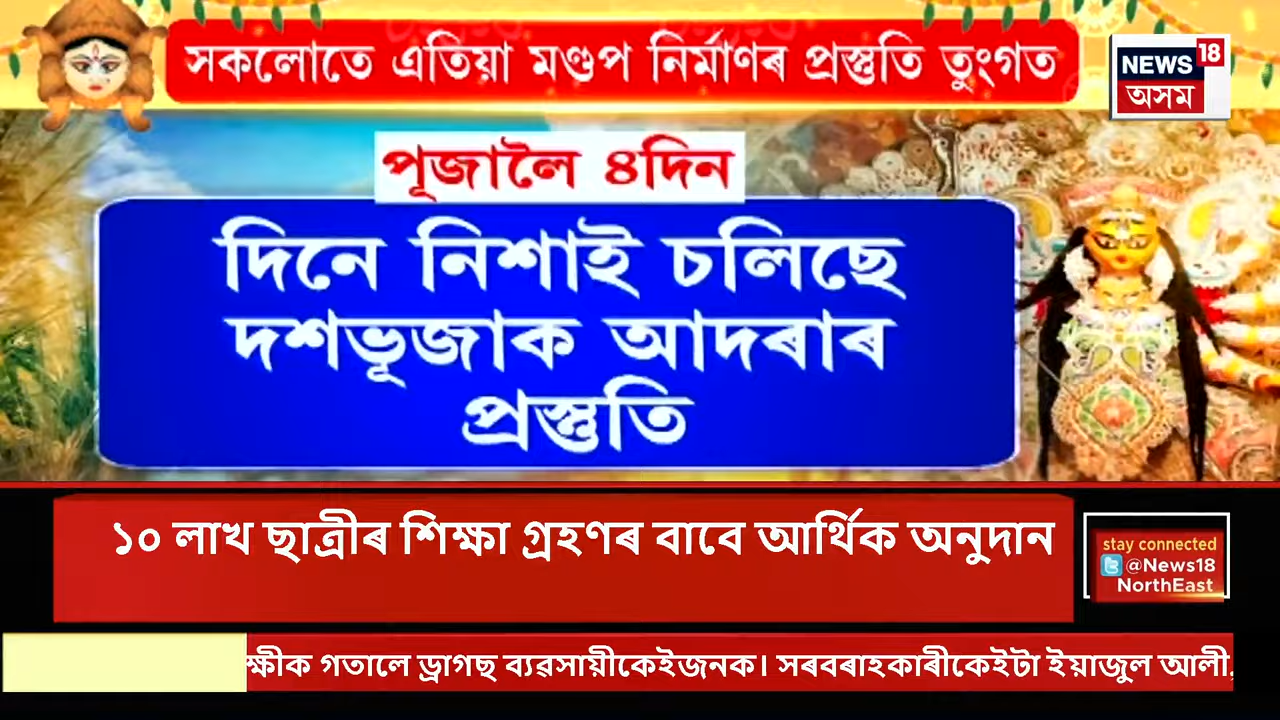 সকলোতে এতিয়া মণ্ডপ নিৰ্মাণৰ প্ৰস্তুতি তুংগত
NEWS 18
অসম
পূজালৈ ৪দিন
দিনে নিশাই চলিছে
দশভূজাক আদৰাৰ
প্ৰস্তুতি
১০ লাখ ছাত্ৰীৰ শিক্ষা গ্ৰহণৰ বাবে আৰ্থিক অনুদান
stay connected
@News18
NorthEast
ক্ষীক গতালে ড্ৰাগছ ব্যৱসায়ীকেইজনক। সৰবৰাহকাৰীকেইটা ইয়াজুল আলী,